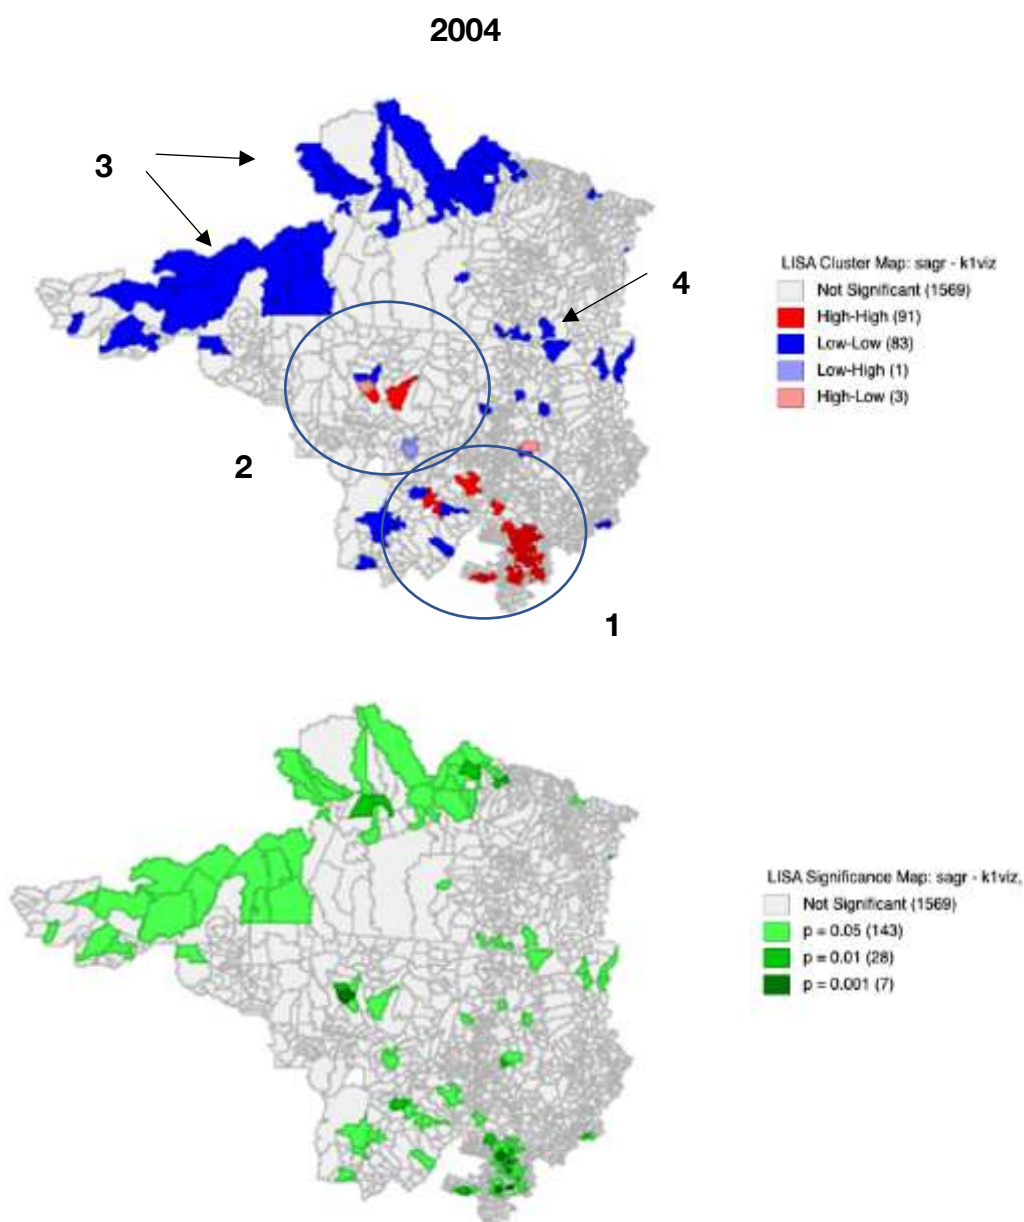 2004
3
4
2
1
LISA Cluster Map: sagr - k1viz
Not Significant (1569)
High-High (91)
Low-Low (83)
Low-High (1)
High-Low (3)
LISA Significance Map: sagr - k1viz,
Not Significant (1569)
p = 0.05 (143)
p = 0.01 (28)
p = 0.001 (7)